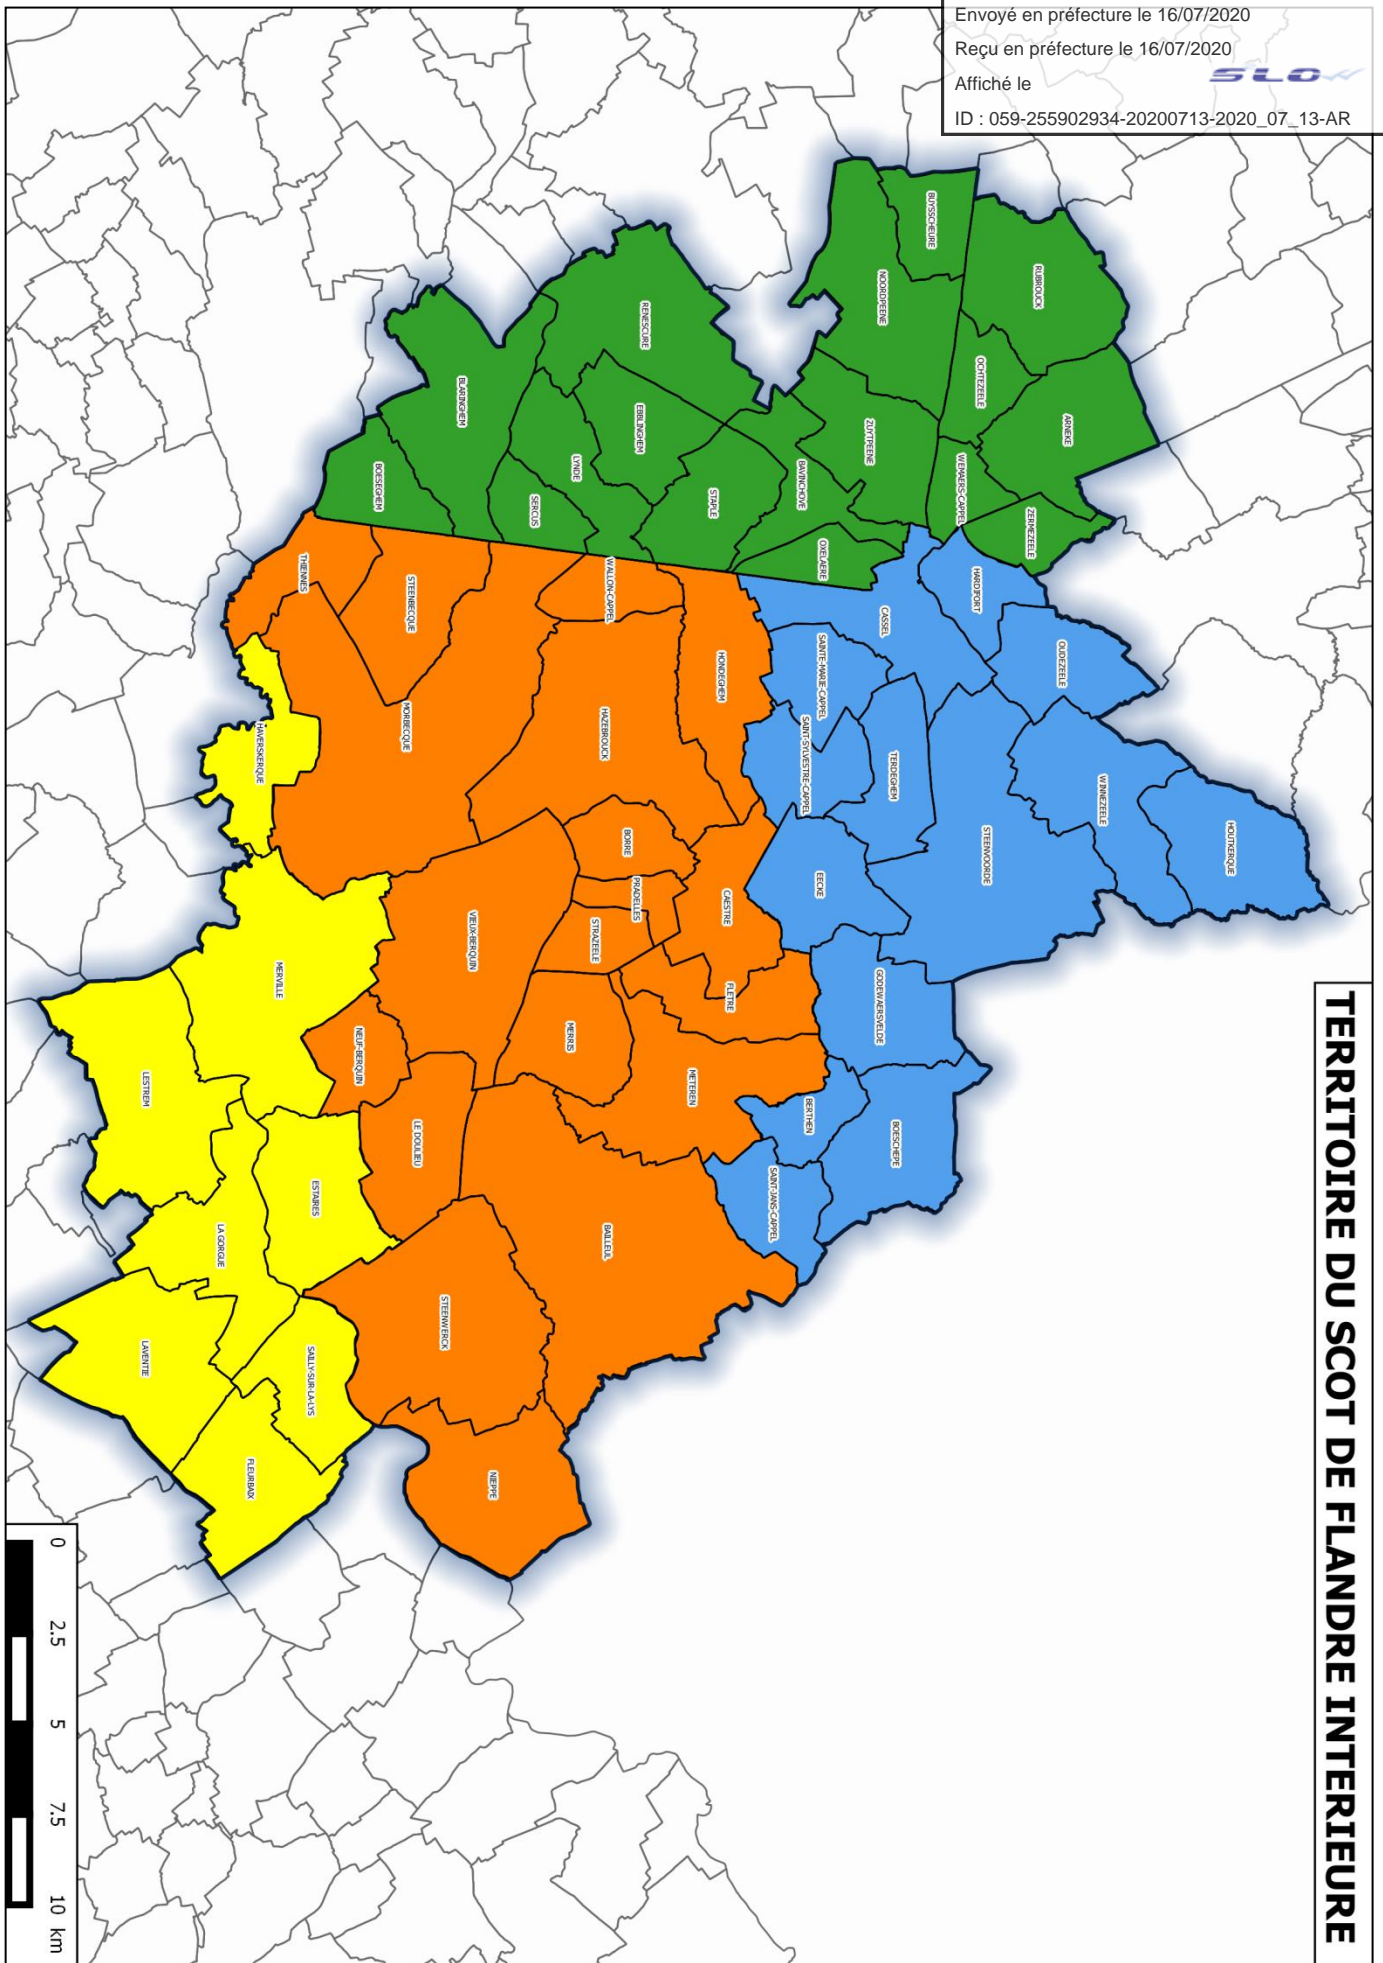 Envoyé en préfecture le 16/07/2020
Reçu en préfecture le 16/07/2020
Affiché le
SLO
ID : 059-255902934-20200713-2020_07_13-AR
TERRITOIRE DU SCOT DE FLANDRE INTERIEURE
HOUTKERQUE
WINNEZEELE
OUDEZEELE
STEENVOORDE
HARDIFORT
CASSEL
TERDEGHEM
SAINTE-MARIE-CAPPEL
SAINT-SYLVESTRE-CAPPEL
EECKE
GODEWAERSVELDE
BOESCHEPE
BERTHEN
SAINT-JANS-CAPPEL
RUBROUCK
BUYSSCHEURE
NOORDPEENE
OCHTEZEELE
ARNEKE
WEMAERS-CAPPEL
ZERMEZEELE
ZUYTPEENE
BAVINCHOVE
OXELAERE
STAPLE
RENESCURE
EBBLINGHEM
LYNDE
SERCUS
BLARINGHEM
BOESEGHEM
HONDEGHEM
WALLON-CAPPEL
HAZEBROUCK
STEENBECQUE
THIENNES
MORBECQUE
BORRE
PRADELLES
STRAZEELE
CAESTRE
FLETRE
METEREN
MERRIS
VIEUX-BERQUIN
NEUF-BERQUIN
LE DOULIEU
BAILLEUL
STEENWERCK
NIEPPE
HAVERSKERQUE
MERVILLE
LESTREM
ESTAIRES
LA GORGUE
SAILLY-SUR-LA-LYS
LAVENTIE
FLEURBAIX
0 2.5 5 7.5 10 km